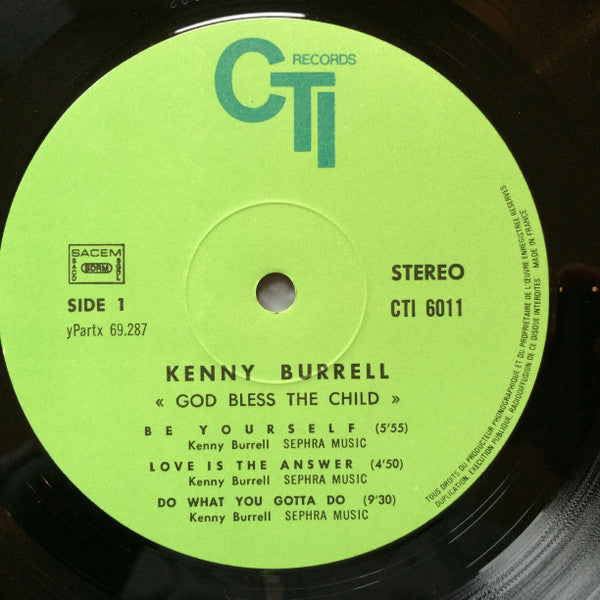 RECORDS
CTI
SACEM
SACD
SDRM
SGDL
SIDE 1
yPartx 69.287
STEREO
CTI 6011
KENNY BURRELL
« GOD BLESS THE CHILD »
BE YOURSELF (5'55)
Kenny Burrell SEPHRA MUSIC
LOVE IS THE ANSWER (4'50)
Kenny Burrell SEPHRA MUSIC
DO WHAT YOU GOTTA DO (9'30)
Kenny Burrell SEPHRA MUSIC
TOUS DROITS DU PRODUCTEUR PHONOGRAPHIQUE ET DU PROPRIETAIRE DE L'ŒUVRE ENREGISTREE RESERVES
DUPLICATION, EXECUTION PUBLIQUE, RADIODIFFUSION DE CE DISQUE INTERDITES MADE IN FRANCE